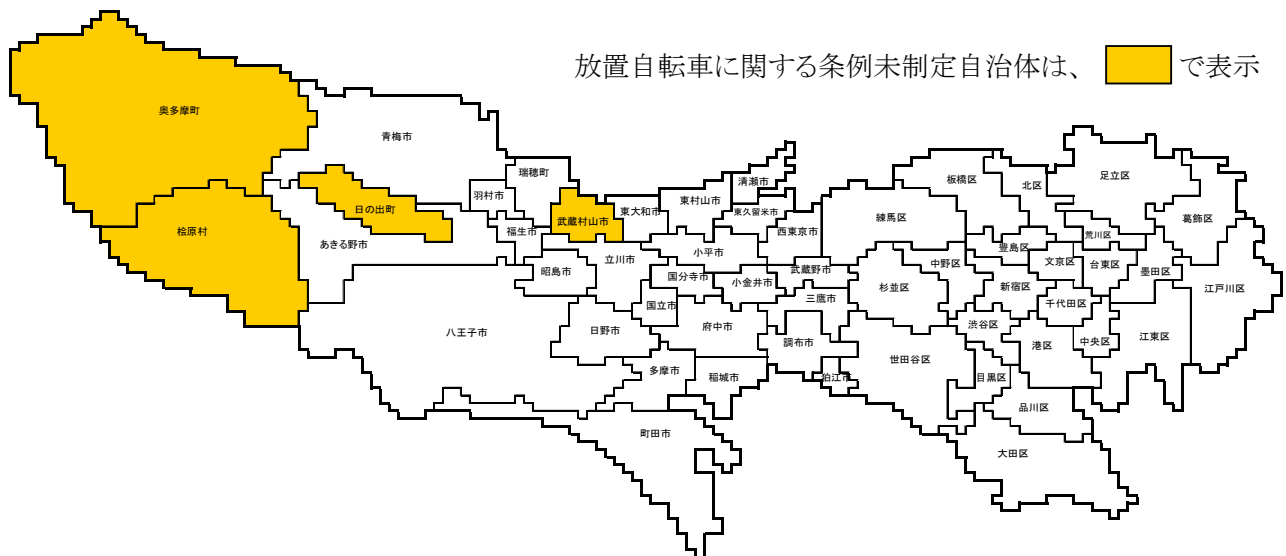 放置自転車に関する条例未制定自治体は、 で表示
奥多摩町
青梅市
瑞穂町
清瀬市
羽村市
東村山市
板橋区
北区
足立区
日の出町
武蔵村山市
東大和市
東久留米市
練馬区
葛飾区
桧原村
あきる野市
福生市
西東京市
荒川区
小平市
豊島区
昭島市
立川市
国分寺市
小金井市
武蔵野市
中野区
文京区
台東区
墨田区
杉並区
新宿区
江戸川区
国立市
三鷹市
千代田区
八王子市
日野市
府中市
渋谷区
調布市
世田谷区
港区
中央区
江東区
多摩市
稲城市
狛江市
目黒区
品川区
町田市
大田区